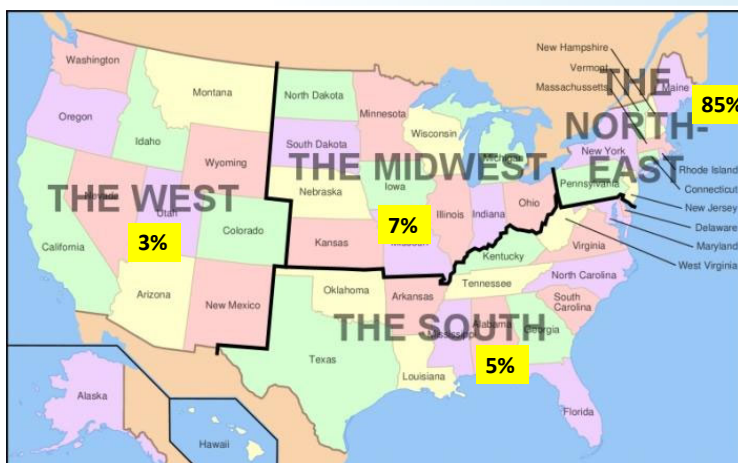 Washington
Montana
North Dakota
Minnesota
New Hampshire
Vermont
Massachusetts
THE
Maine
85%
NORTH-
EAST
Oregon
Idaho
Wyoming
South Dakota
Wisconsin
Michigan
New York
Rhode Island
Connecticut
New Jersey
Delaware
Maryland
West Virginia
THE WEST
Nevada
Utah
3%
Colorado
California
Arizona
New Mexico
THE MIDWEST
Nebraska
Iowa
Kansas
7%
Missouri
Illinois
Indiana
Ohio
Pennsylvania
Kentucky
Virginia
Tennessee
North Carolina
South
Carolina
Oklahoma
Arkansas
THE SOUTH
Mississippi
Alabama
Georgia
Texas
Louisiana
5%
Florida
Alaska
Hawaii